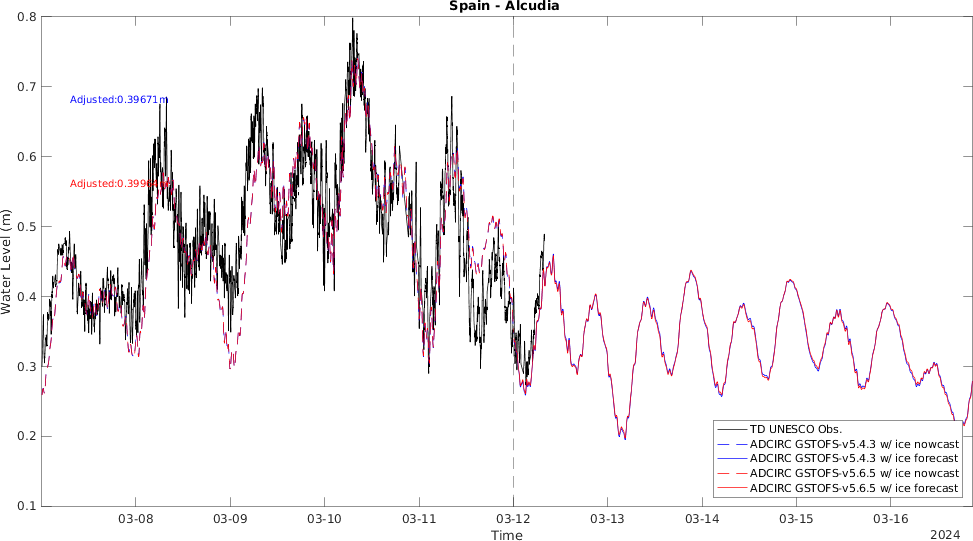 Spain - Alcudia
0.8
0.7
0.6
0.5
0.4
0.3
0.2
0.1
Water Level (m)
Adjusted:0.39671m
TD UNESCO Obs.
ADCIRC GSTOFS-v5.4.3 w/ ice nowcast
ADCIRC GSTOFS-v5.4.3 w/ ice forecast
ADCIRC GSTOFS-v5.6.5 w/ ice nowcast
ADCIRC GSTOFS-v5.6.5 w/ ice forecast
03-08
03-09
03-10
03-11
03-12
03-13
03-14
03-15
03-16
Time
2024